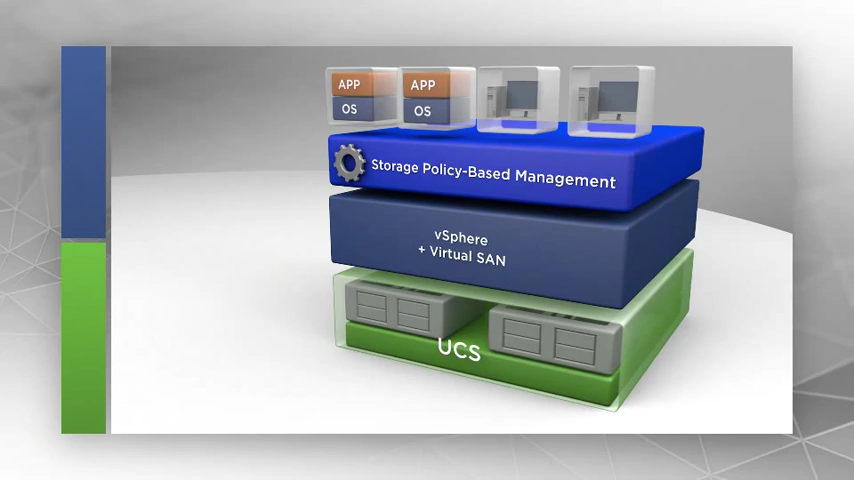 APP
APP
OS
OS
Storage Policy-Based Management
vSphere
+ Virtual SAN
UCS